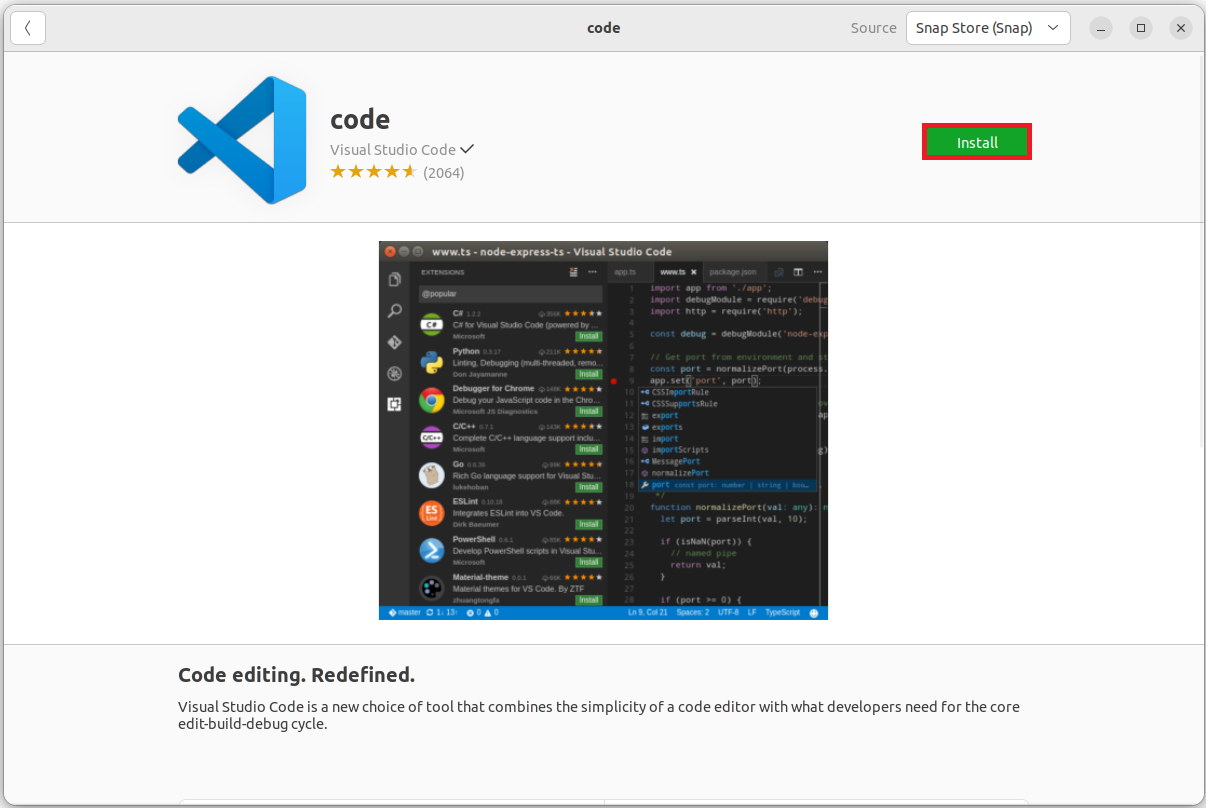 code
Source
Snap Store (Snap)
code
Visual Studio Code
(2064)
Install
www.ts - node-express-ts - Visual Studio Code
EXTENSIONS
app.ts
www.ts
package.json
@popular
C# 1.2.2 356K
C# for Visual Studio Code (powered by ...
Microsoft
Install
Python 0.3.17 211K
Linting, Debugging (multi-threaded, remo...
Don Jayamanne
Install
Debugger for Chrome 149K
Debug your JavaScript code in the Chro...
Microsoft JS Diagnostics
Install
C/C++ 0.7.1 143K
Complete C/C++ language support inclu...
Microsoft
Install
Go 0.6.39 99K
Rich Go language support for Visual Stu...
lukehoban
Install
ESLint 0.10.18 88K
Integrates ESLint into VS Code.
Dirk Baeumer
Install
PowerShell 0.6.1 85K
Develop PowerShell scripts in Visual Stu...
Microsoft
Install
Material-theme 0.0.1 66K
Material themes for VS Code. By ZTF
zhuangtongfa
Install
1 import app from './app';
2 import debugModule = require('debug
3 import http = require('http');
4
5 const debug = debugModule('node-exp
6
7 // Get port from environment and st
8 const port = normalizePort(process.
9 app.set('port', port);
10 CSSImportRule
11 CSSSupportsRule
12 export
13 exports
14 import
15 importScripts
16 MessagePort
17 normalizePort
18 port const port: number | string | boo...
19 */
20 function normalizePort(val: any): n
21 let port = parseInt(val, 10);
22
23 if (isNaN(port)) {
24 // named pipe
25 return val;
26 }
27
28 if (port >= 0) {
master 1↓ 13↑ 0 0
Ln 9, Col 21 Spaces: 2 UTF-8 LF TypeScript
Code editing. Redefined.
Visual Studio Code is a new choice of tool that combines the simplicity of a code editor with what developers need for the core
edit-build-debug cycle.